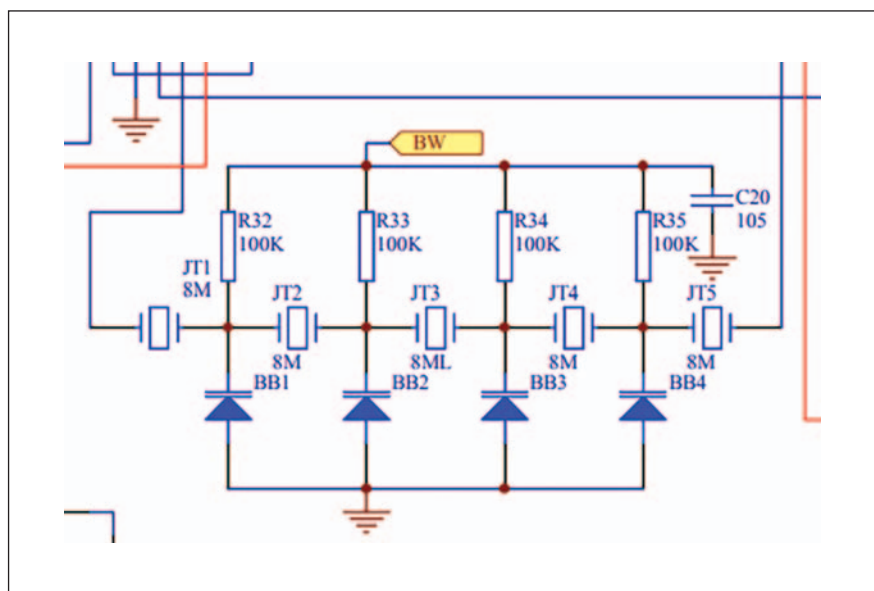 BW
R32
100K
R33
100K
R34
100K
R35
100K
C20
105
JT1
8M
JT2
8M
JT3
8ML
JT4
8M
JT5
8M
BB1
BB2
BB3
BB4